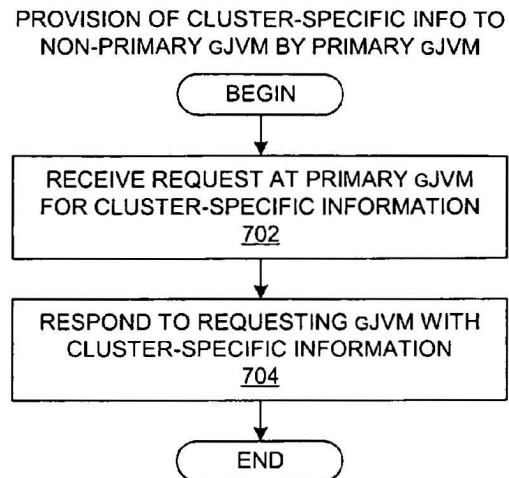 PROVISION OF CLUSTER-SPECIFIC INFO TO
NON-PRIMARY GJVM BY PRIMARY GJVM
BEGIN
RECEIVE REQUEST AT PRIMARY GJVM
FOR CLUSTER-SPECIFIC INFORMATION
702
RESPOND TO REQUESTING GJVM WITH
CLUSTER-SPECIFIC INFORMATION
704
END